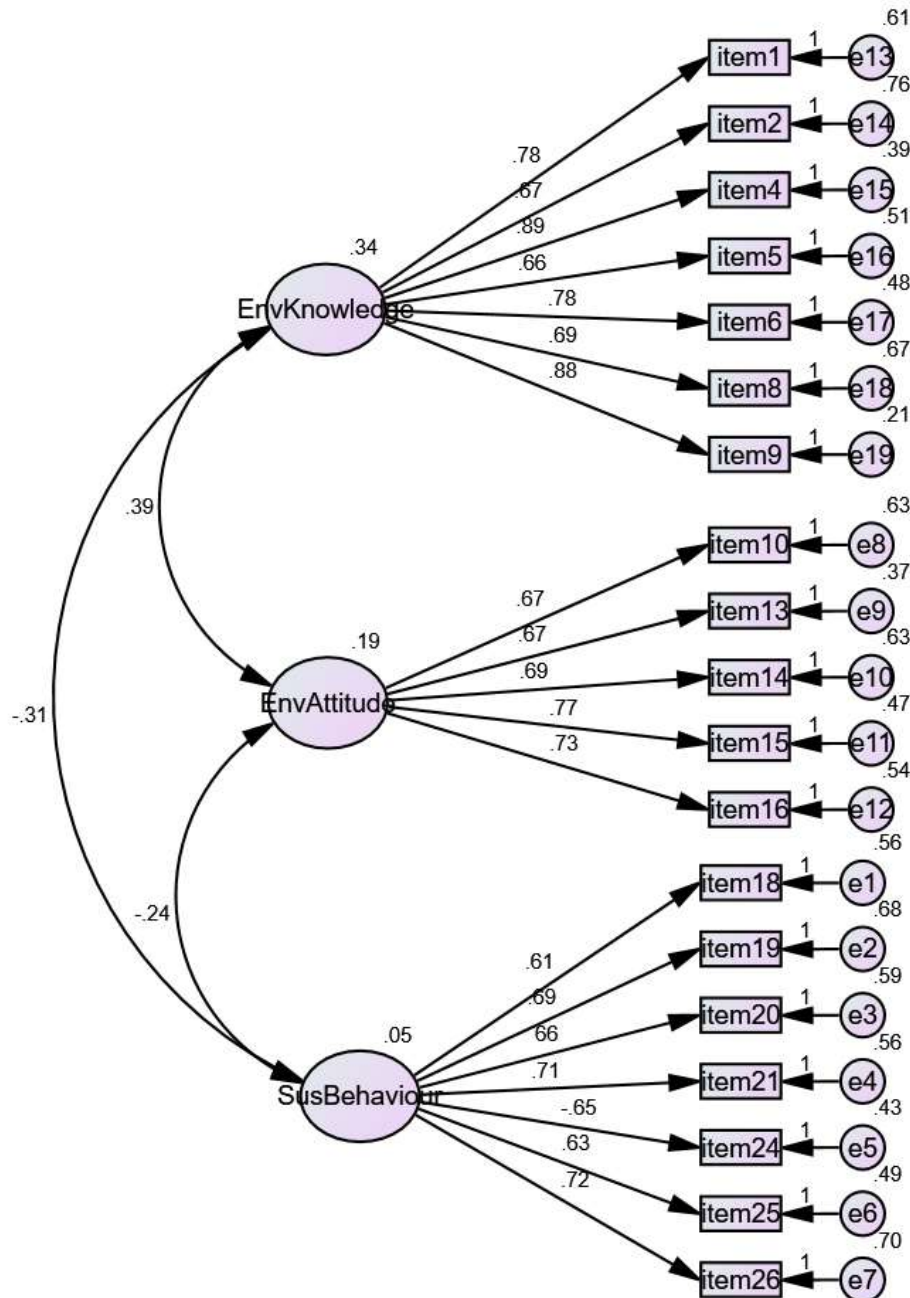 .61
1
item1
e13
.76
1
item2
e14
.39
.78
1
item4
e15
.67
.51
.89
1
item5
e16
.34
.66
.48
EnvKnowledge
.78
1
item6
e17
.69
.67
1
item8
e18
.88
.21
1
item9
e19
.39
.63
1
item10
e8
.37
.67
1
item13
e9
.19
.67
.63
.69
1
item14
e10
EnvAttitude
.47
-.31
.77
1
item15
e11
.73
.54
1
item16
e12
.56
1
item18
e1
-.24
.68
1
item19
e2
.61
.59
.69
1
item20
e3
.05
66
.56
.71
1
item21
e4
SusBehaviour
-.65
.43
.63
1
item24
e5
.72
.49
1
item25
e6
.70
1
item26
e7